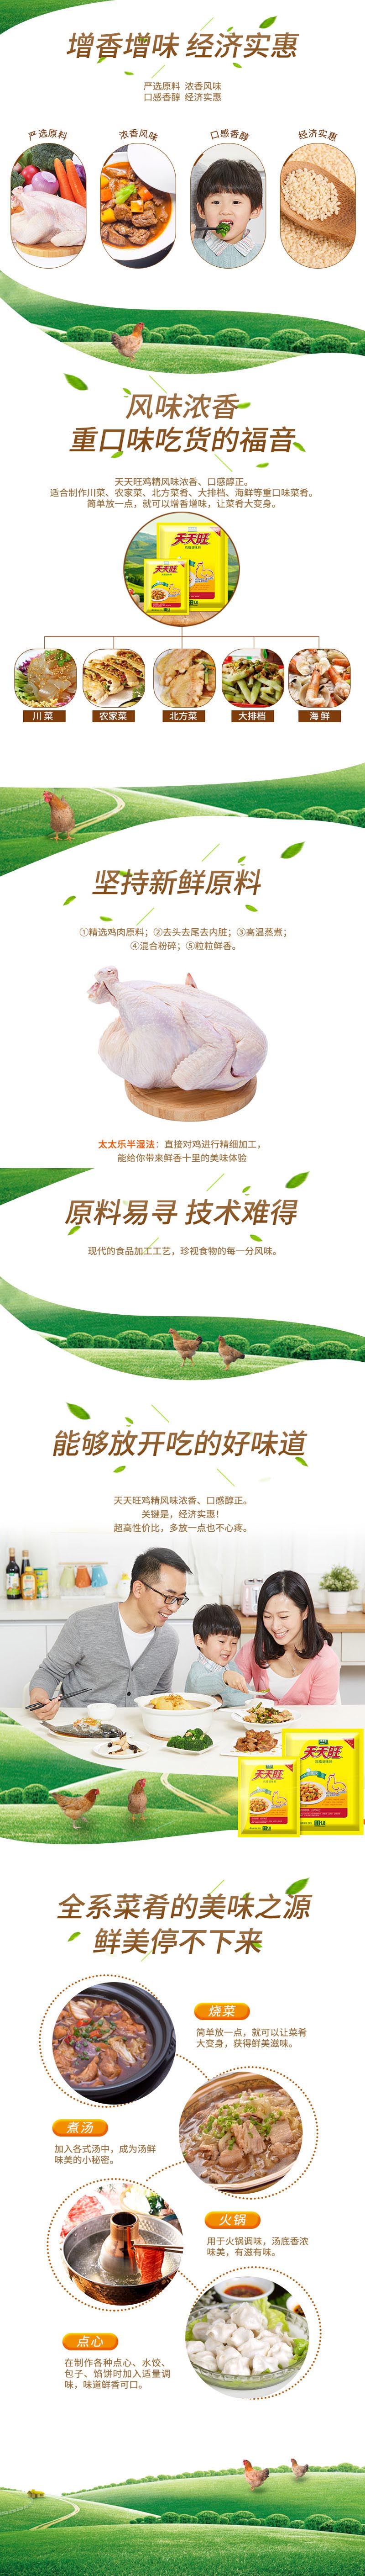 增香增味 经济实惠
严选原料 浓香风味
口感香醇 经济实惠
严选原料
浓香风味
口感香醇
经济实惠
风味浓香
重口味吃货的福音
天天旺鸡精风味浓香、口感醇正。
适合制作川菜、农家菜、北方菜肴、大排档、海鲜等重口味菜肴。
简单放一点，就可以增香增味，让菜肴大变身。
天天旺
天天旺
川 菜
农家菜
北方菜
大排档
海 鲜
坚持新鲜原料
①精选鸡肉原料；②去头去尾去内脏；③高温蒸煮；
④混合粉碎；⑤粒粒鲜香。
太太乐半湿法：直接对鸡进行精细加工，
能给你带来鲜香十里的美味体验
原料易寻 技术难得
现代的食品加工工艺，珍视食物的每一分风味。
能够放开吃的好味道
天天旺鸡精风味浓香、口感醇正。
关键是，经济实惠！
超高性价比，多放一点也不心疼。
天天旺
天天旺
全系菜肴的美味之源
鲜美停不下来
烧菜
简单放一点，就可以让菜肴
大变身，获得鲜美滋味。
煮汤
加入各式汤中，成为汤鲜
味美的小秘密。
火锅
用于火锅调味，汤底香浓
味美，有滋有味。
点心
在制作各种点心、水饺、
包子、馅饼时加入适量调
味，味道鲜香可口。